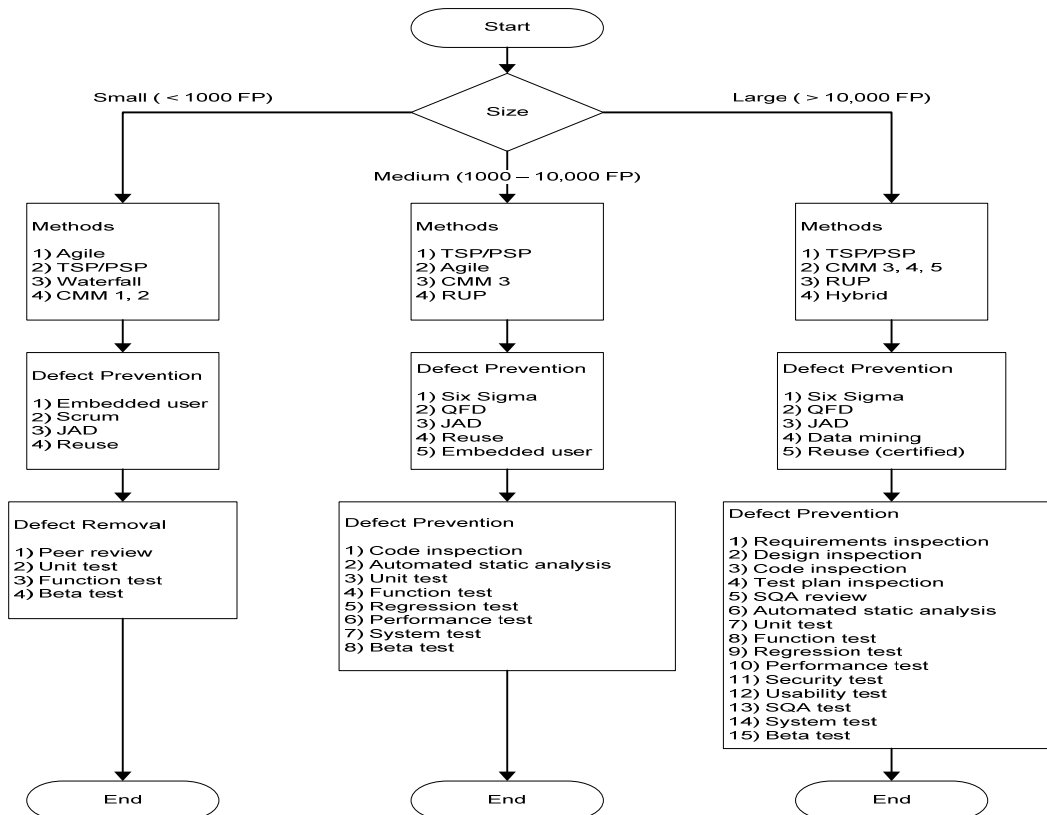 Start
Size
Small ( < 1000 FP)
Medium (1000 – 10,000 FP)
Large ( > 10,000 FP)
Methods
1) Agile
2) TSP/PSP
3) Waterfall
4) CMM 1, 2
Defect Prevention
1) Embedded user
2) Scrum
3) JAD
4) Reuse
Defect Removal
1) Peer review
2) Unit test
3) Function test
4) Beta test
End
Methods
1) TSP/PSP
2) Agile
3) CMM 3
4) RUP
Defect Prevention
1) Six Sigma
2) QFD
3) JAD
4) Reuse
5) Embedded user
Defect Prevention
1) Code inspection
2) Automated static analysis
3) Unit test
4) Function test
5) Regression test
6) Performance test
7) System test
8) Beta test
End
Methods
1) TSP/PSP
2) CMM 3, 4, 5
3) RUP
4) Hybrid
Defect Prevention
1) Six Sigma
2) QFD
3) JAD
4) Data mining
5) Reuse (certified)
Defect Prevention
1) Requirements inspection
2) Design inspection
3) Code inspection
4) Test plan inspection
5) SQA review
6) Automated static analysis
7) Unit test
8) Function test
9) Regression test
10) Performance test
11) Security test
12) Usability test
13) SQA test
14) System test
15) Beta test
End